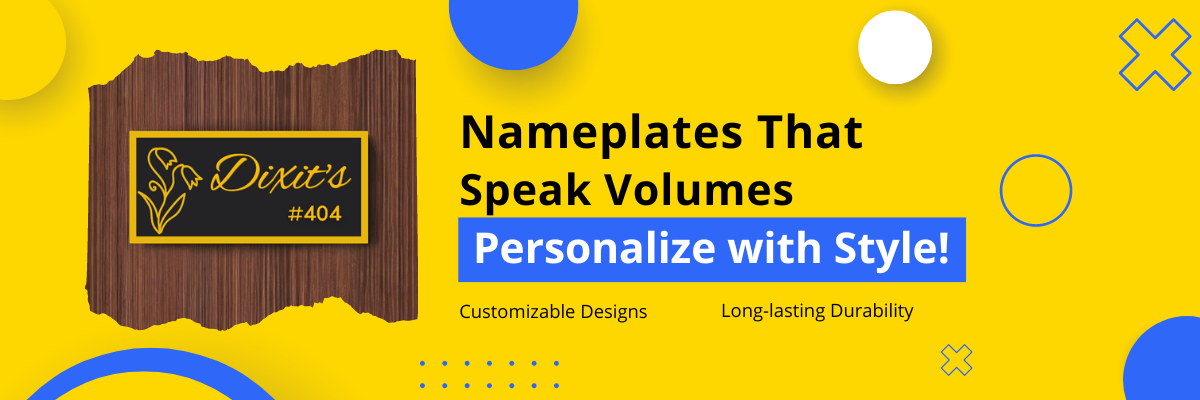 Dixit's
#404
Nameplates That
Speak Volumes
Personalize with Style!
Customizable Designs
Long-lasting Durability